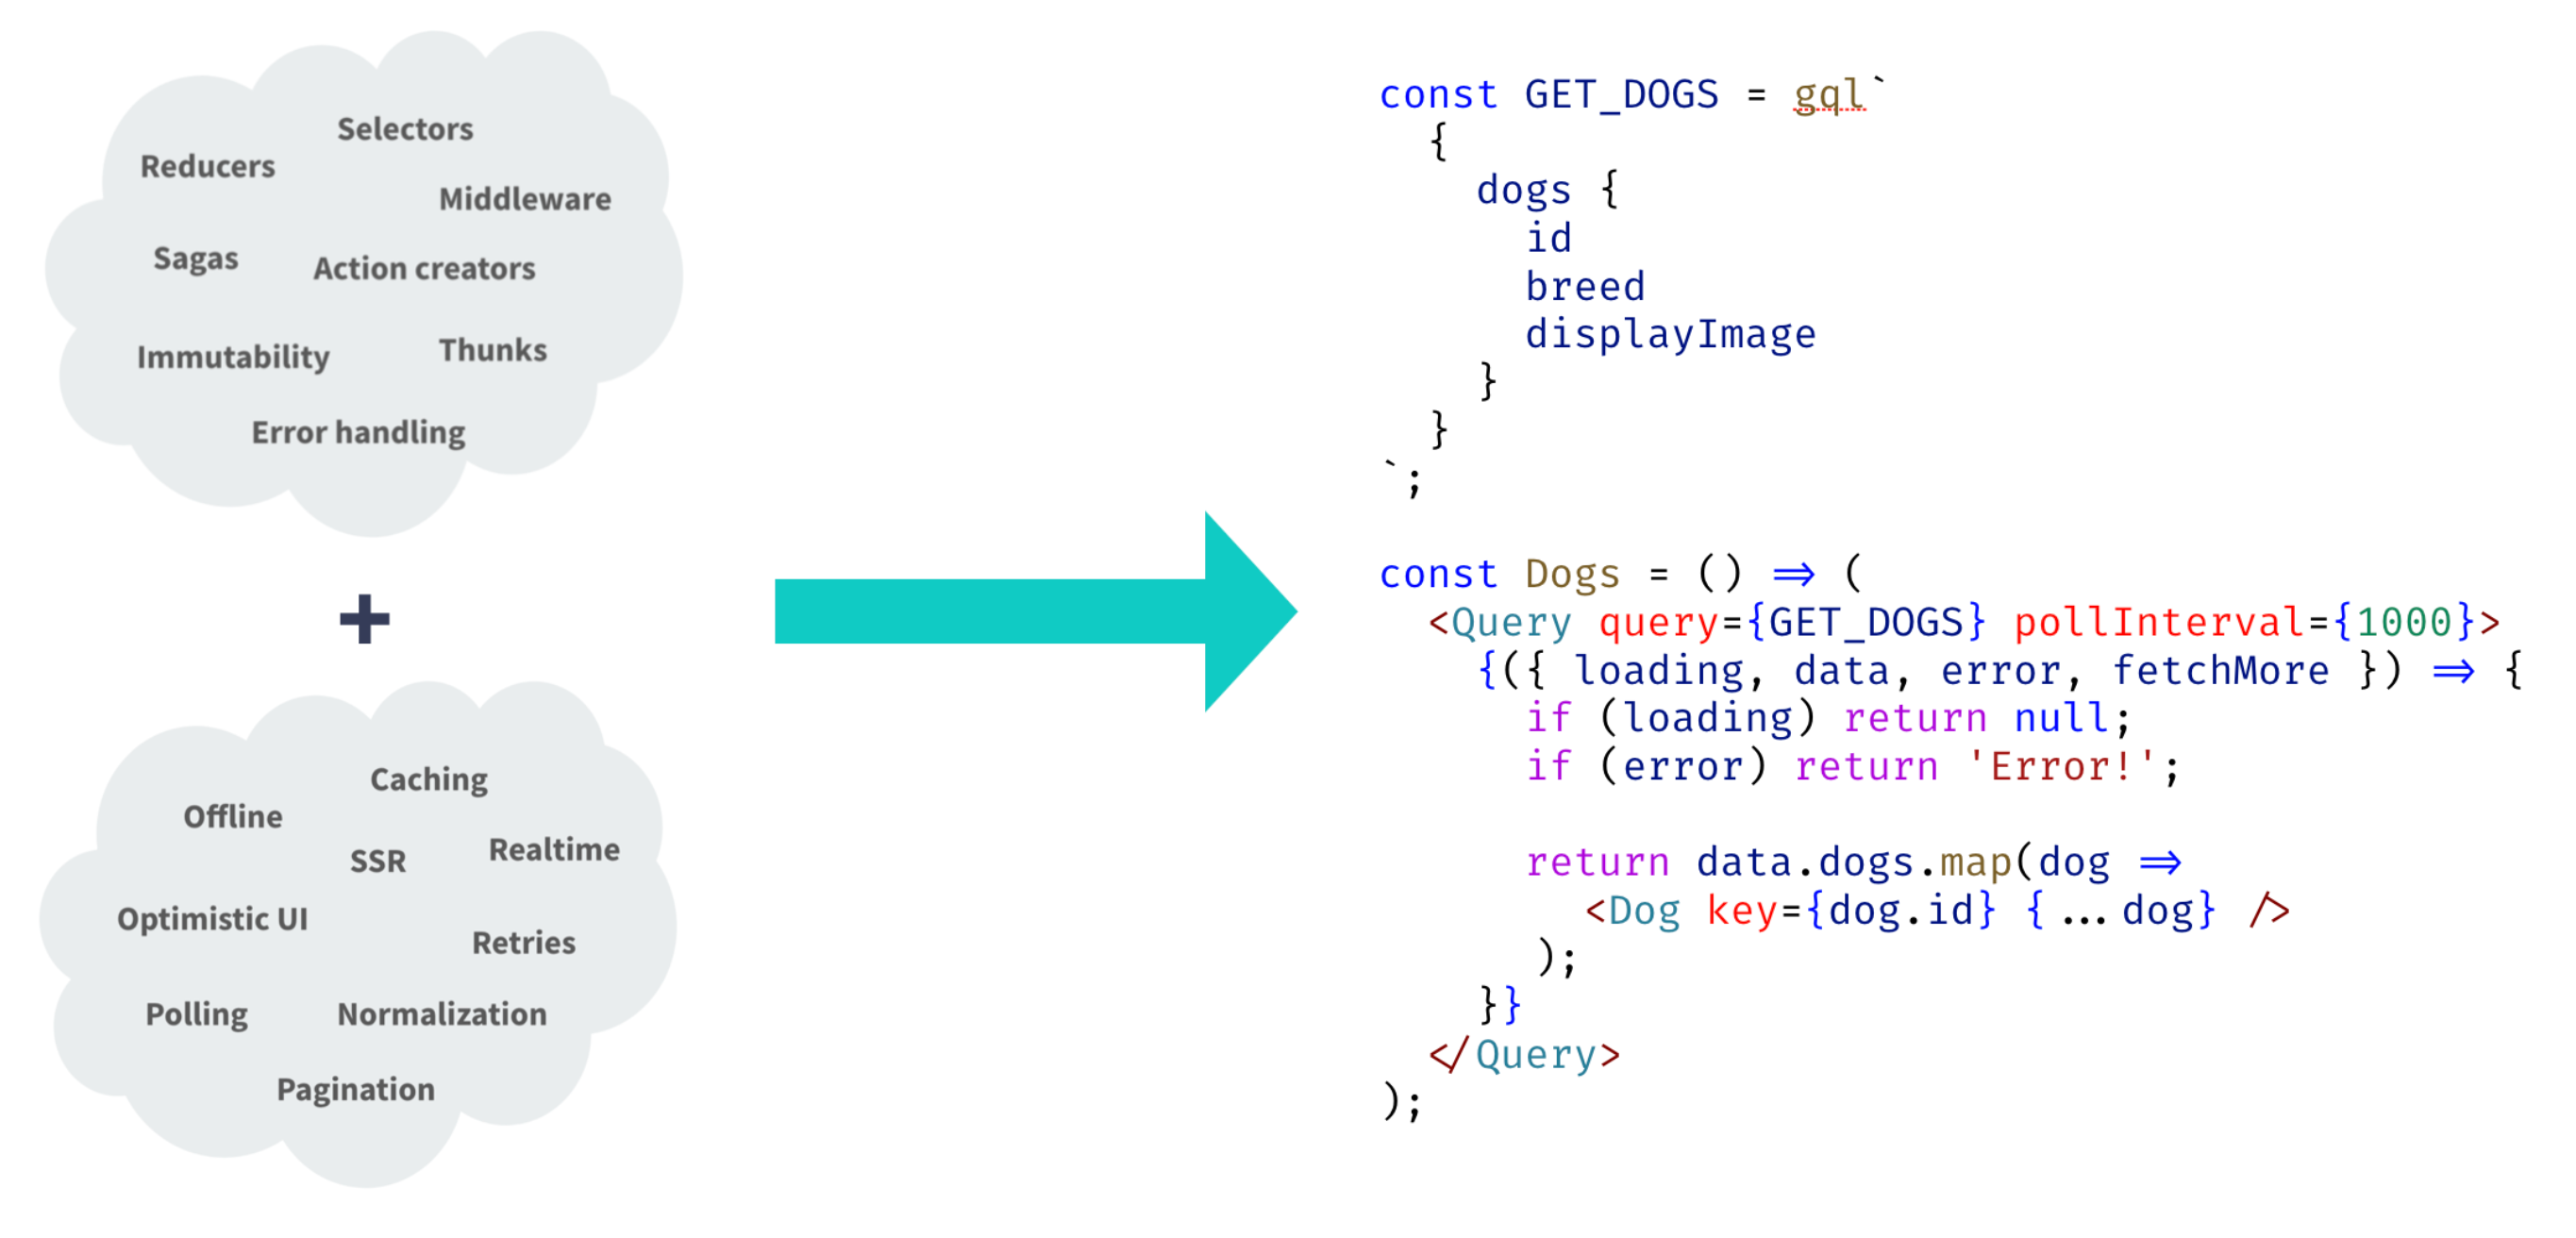 Selectors
Reducers
Middleware
Sagas
Action creators
Immutability
Thunks
Error handling
+
Caching
Offline
SSR
Realtime
Optimistic UI
Retries
Polling
Normalization
Pagination
const GET_DOGS = gql`
  {
    dogs {
      id
      breed
      displayImage
    }
  }
`;

const Dogs = () => (
  <Query query={GET_DOGS} pollInterval={1000}>
    {({ loading, data, error, fetchMore }) => {
      if (loading) return null;
      if (error) return 'Error!';

      return data.dogs.map(dog =>
        <Dog key={dog.id} {...dog} />
      );
    }}
  </Query>
);